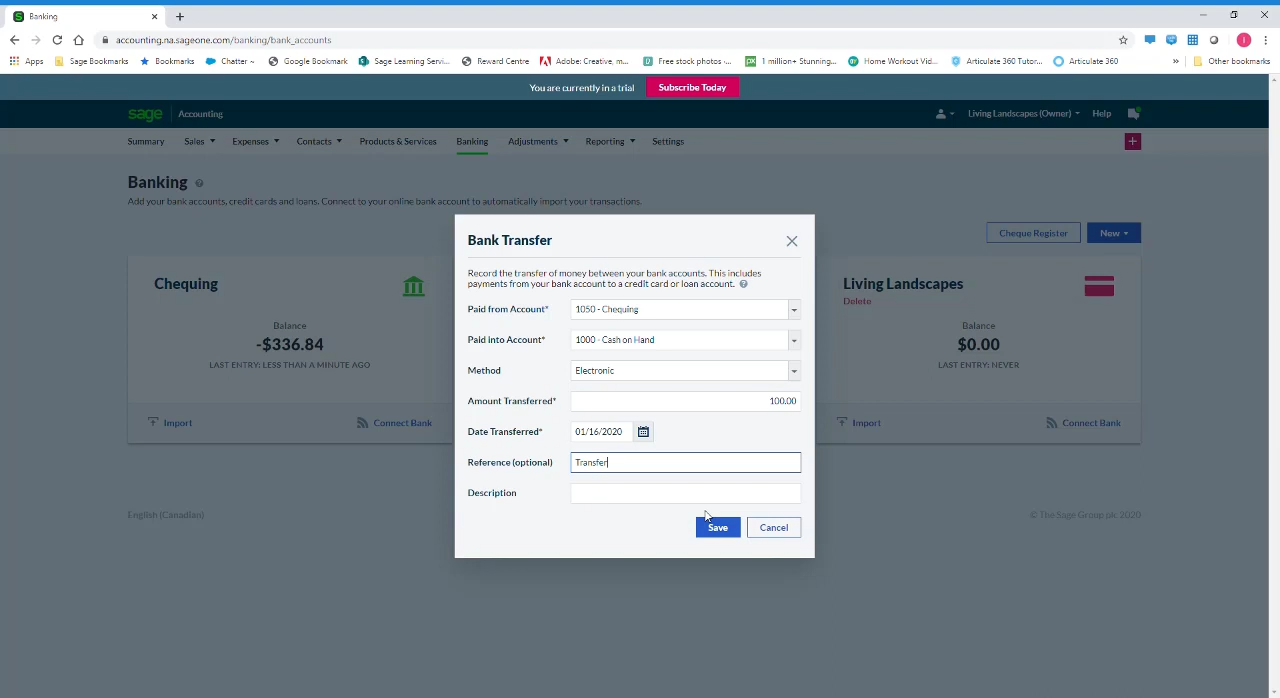 Banking
accounting.na.sageone.com/banking/bank_accounts
Apps Sage Bookmarks Bookmarks Chatter ~ Google Bookmark Sage Learning Servi... Reward Centre Adobe: Creative, m... Free stock photos ·... 1 million+ Stunning... Home Workout Vid... Articulate 360 Tutor... Articulate 360 » Other bookmarks
You are currently in a trial Subscribe Today
sage Accounting Living Landscapes (Owner) Help
Summary Sales Expenses Contacts Products & Services Banking Adjustments Reporting Settings
Banking
Add your bank accounts, credit cards and loans. Connect to your online bank account to automatically import your transactions.
Cheque Register New
Chequing
Balance
-$336.84
LAST ENTRY: LESS THAN A MINUTE AGO
Import Connect Bank
Bank Transfer
Record the transfer of money between your bank accounts. This includes
payments from your bank account to a credit card or loan account.
Paid from Account* 1050 - Chequing
Paid into Account* 1000 - Cash on Hand
Method Electronic
Amount Transferred* 100.00
Date Transferred* 01/16/2020
Reference (optional) Transfer
Description
Save Cancel
Living Landscapes
Delete
Balance
$0.00
LAST ENTRY: NEVER
Import Connect Bank
English (Canadian) © The Sage Group plc 2020